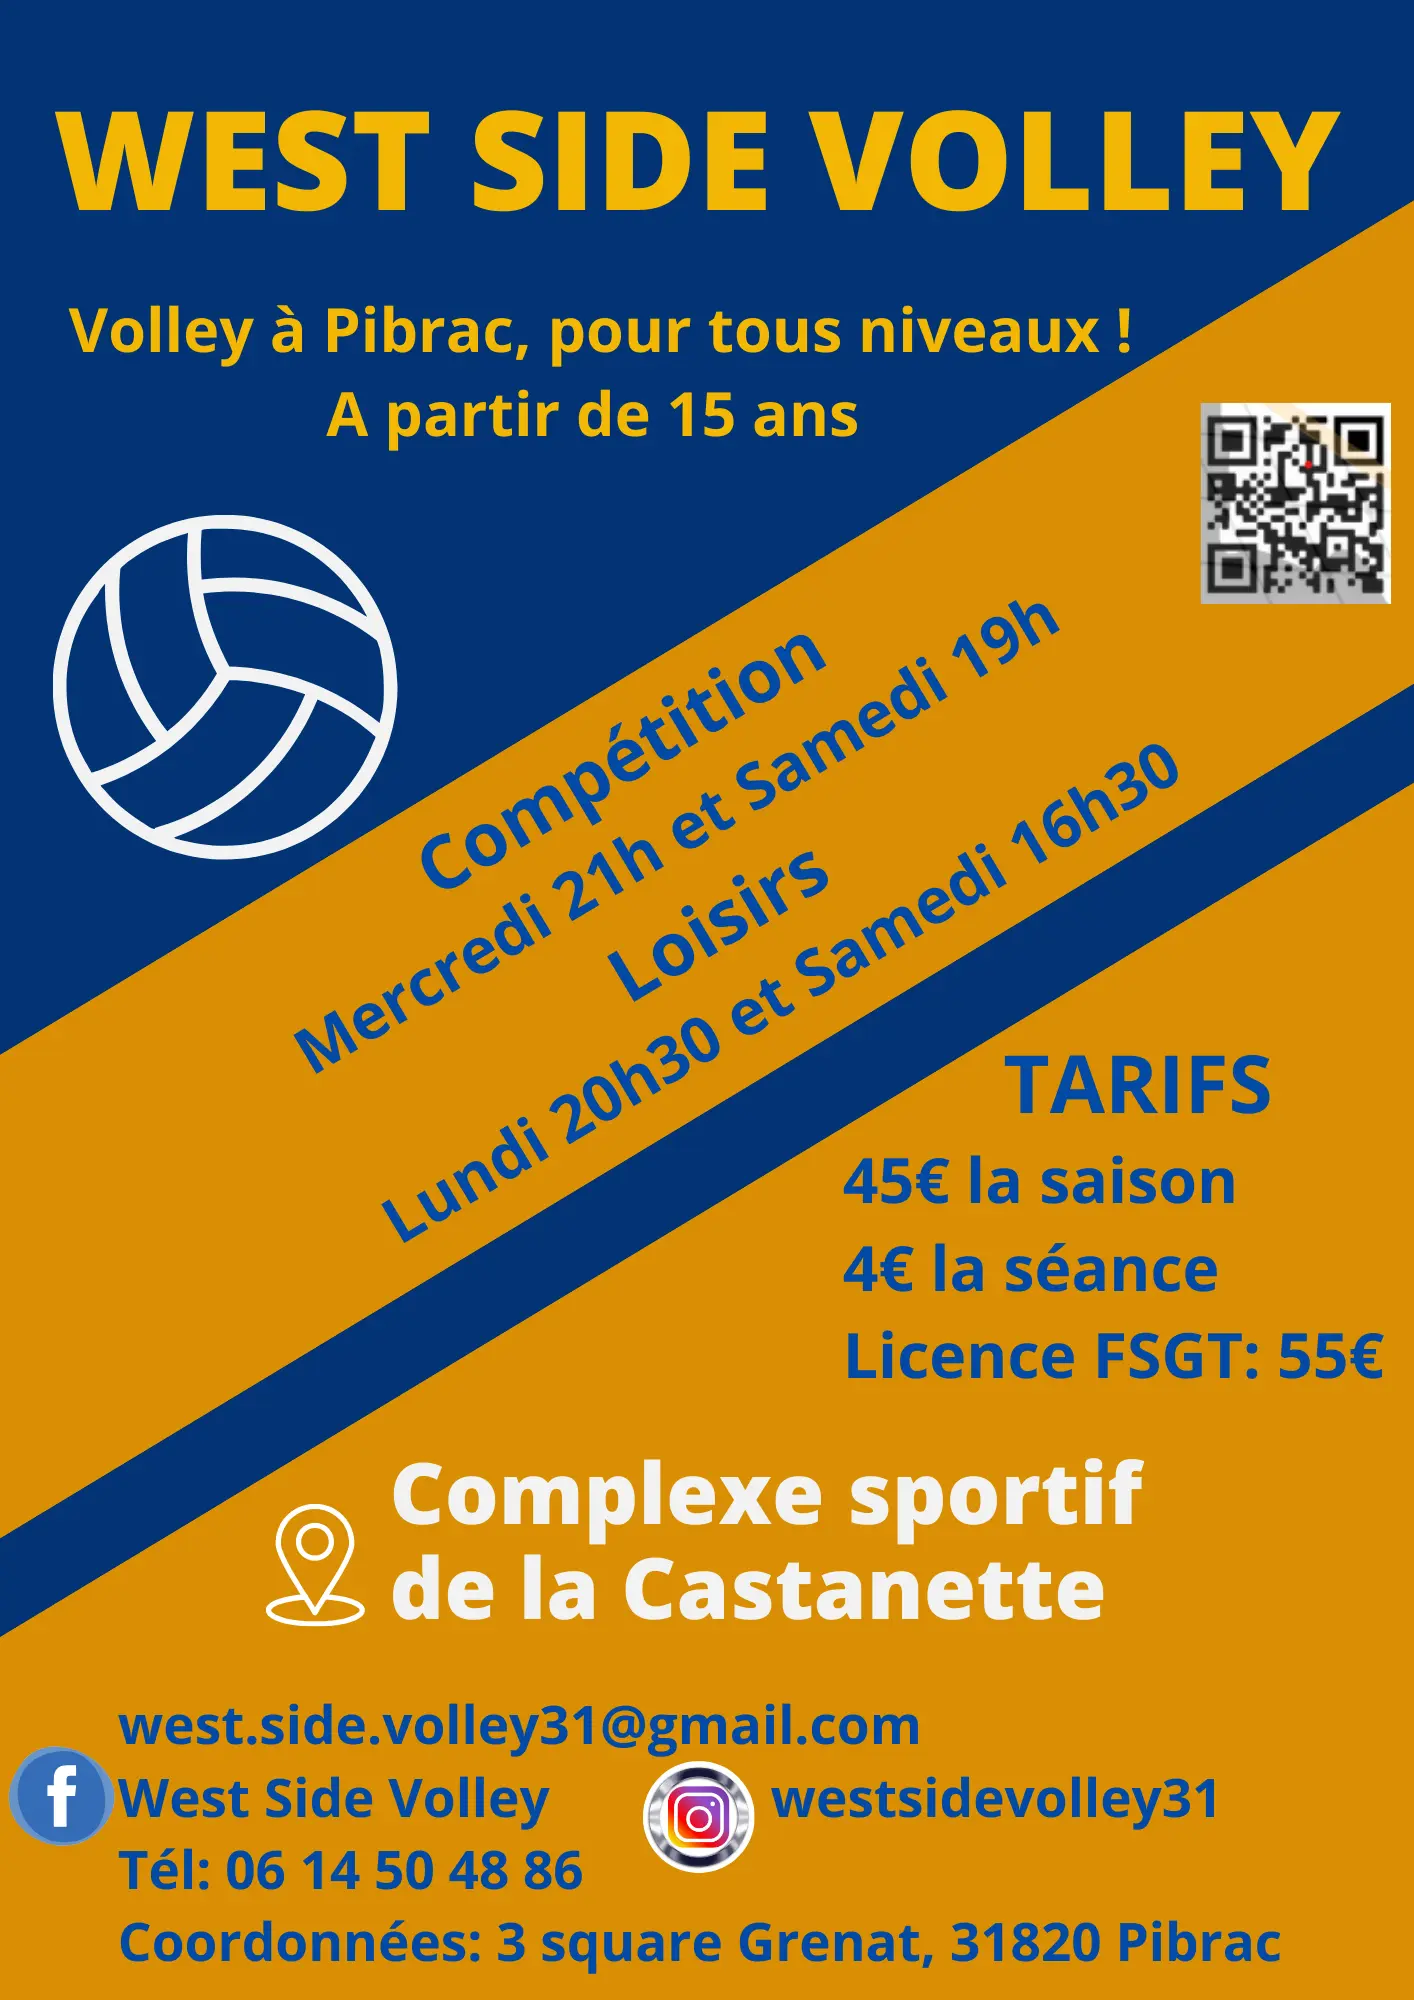 WEST SIDE VOLLEY
Volley à Pibrac, pour tous niveaux !
A partir de 15 ans
Compétition
Mercredi 21h et Samedi 19h
Loisirs
Lundi 20h30 et Samedi 16h30
TARIFS
45€ la saison
4€ la séance
Licence FSGT: 55€
Complexe sportif
de la Castanette
west.side.volley31@gmail.com
West Side Volley
westsidevolley31
Tél: 06 14 50 48 86
Coordonnées: 3 square Grenat, 31820 Pibrac